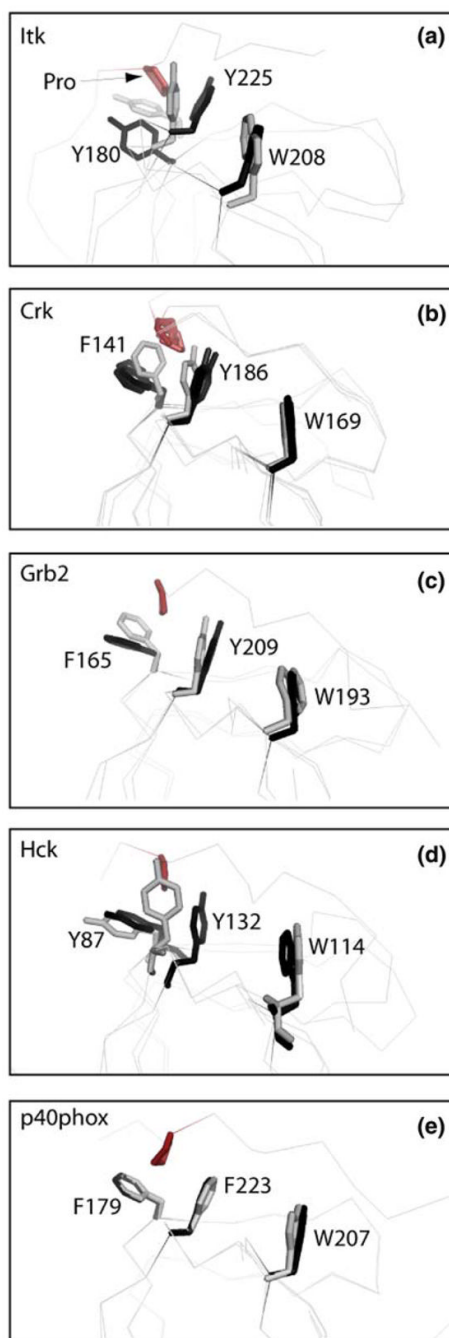 Itk
(a)
Pro
Y225
Y180
W208
Crk
(b)
F141
Y186
W169
Grb2
(c)
F165
Y209
W193
Hck
(d)
Y87
Y132
W114
p40phox
(e)
F179
F223
W207